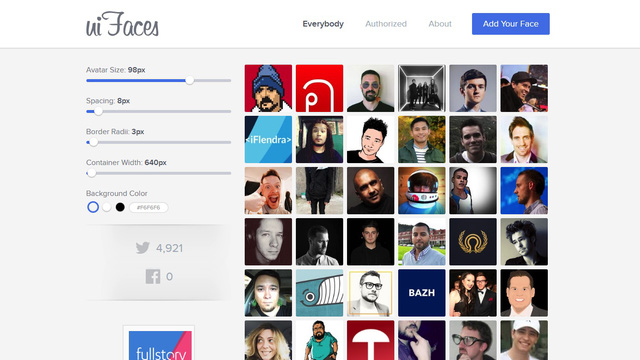 uiFaces
Everybody
Authorized
About
Add Your Face
Avatar Size: 98px
Spacing: 8px
Border Radii: 3px
Container Width: 640px
Background Color
#F6F6F6
4,921
0
fullstory
<IFlendra>
BAZH